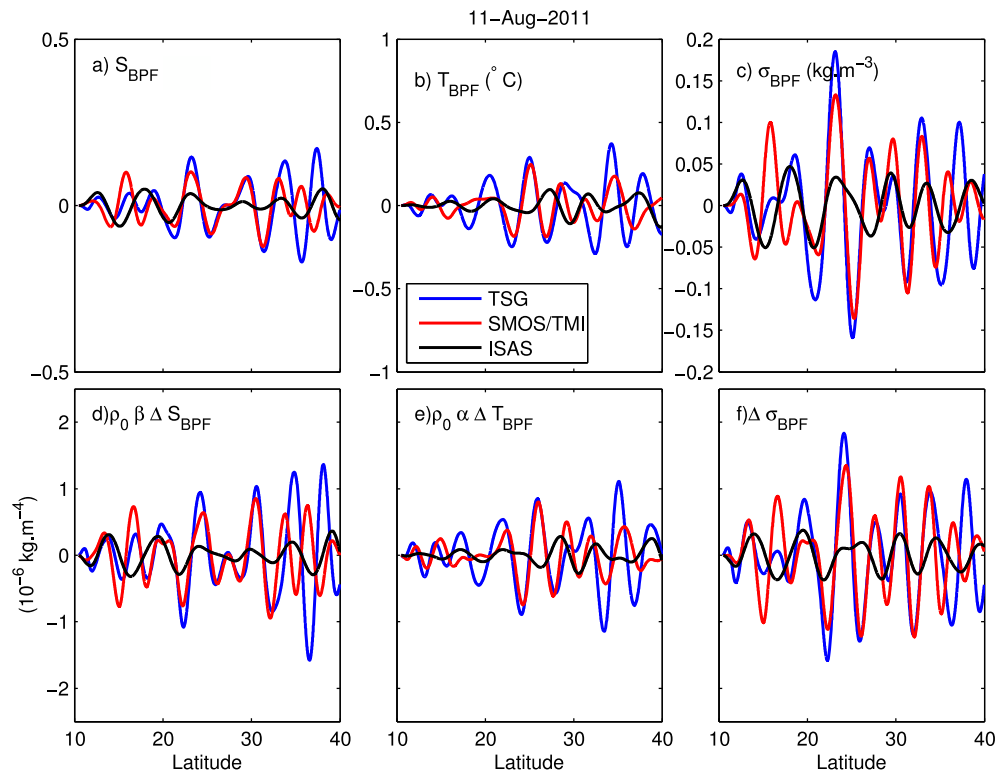 11−Aug−2011
a) S_BPF
b) T_BPF (° C)
c) σ_BPF (kg.m⁻³)
0.5
0
−0.5
1
0.5
0
−0.5
−1
0.2
0.15
0.1
0.05
0
−0.05
−0.1
−0.15
−0.2
TSG
SMOS/TMI
ISAS
d)ρ₀ β Δ S_BPF
e)ρ₀ α Δ T_BPF
f)Δ σ_BPF
(10⁻⁶ kg.m⁻⁴)
2
1
0
−1
−2
10 20 30 40
10 20 30 40
10 20 30 40
Latitude
Latitude
Latitude